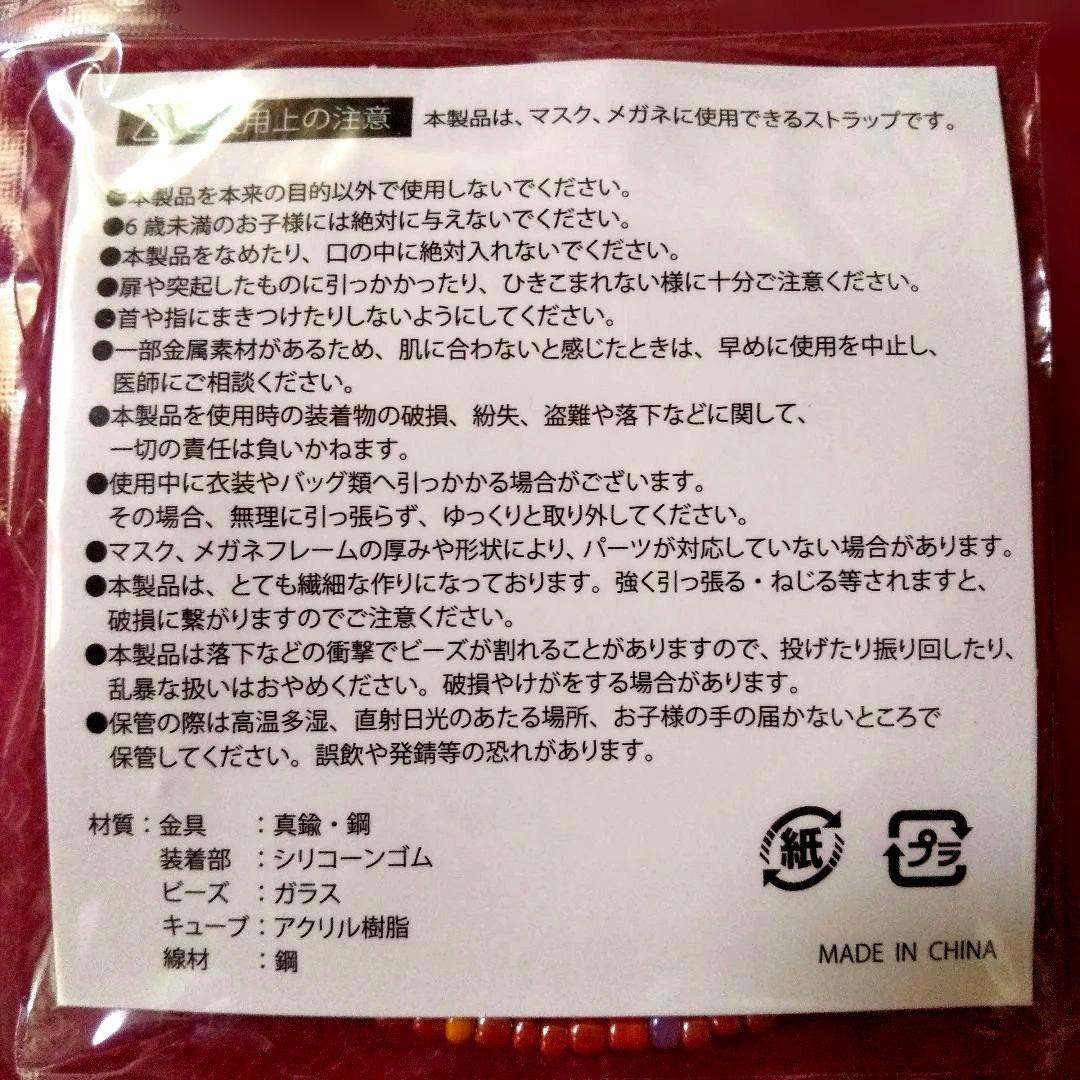 用上の注意 本製品は、マスク、メガネに使用できるストラップです。
●本製品を本来の目的以外で使用しないでください。
●6歳未満のお子様には絶対に与えないでください。
●本製品をなめたり、口の中に絶対入れないでください。
●扉や突起したものに引っかかったり、ひきこまれない様に十分ご注意ください。
●首や指にまきつけたりしないようにしてください。
●一部金属素材があるため、肌に合わないと感じたときは、早めに使用を中止し、
医師にご相談ください。
●本製品を使用時の装着物の破損、紛失、盗難や落下などに関して、
一切の責任は負いかねます。
●使用中に衣装やバッグ類へ引っかかる場合がございます。
その場合、無理に引っ張らず、ゆっくりと取り外してください。
●マスク、メガネフレームの厚みや形状により、パーツが対応していない場合があります。
●本製品は、とても繊細な作りになっております。強く引っ張る・ねじる等されますと、
破損に繋がりますのでご注意ください。
●本製品は落下などの衝撃でビーズが割れることがありますので、投げたり振り回したり、
乱暴な扱いはおやめください。破損やけがをする場合があります。
●保管の際は高温多湿、直射日光のあたる場所、お子様の手の届かないところで
保管してください。誤飲や発錆等の恐れがあります。
材質：金具 ：真鍮・鋼
装着部 ：シリコーンゴム
ビーズ ：ガラス
キューブ：アクリル樹脂
線材 ：鋼
紙 プラ
MADE IN CHINA